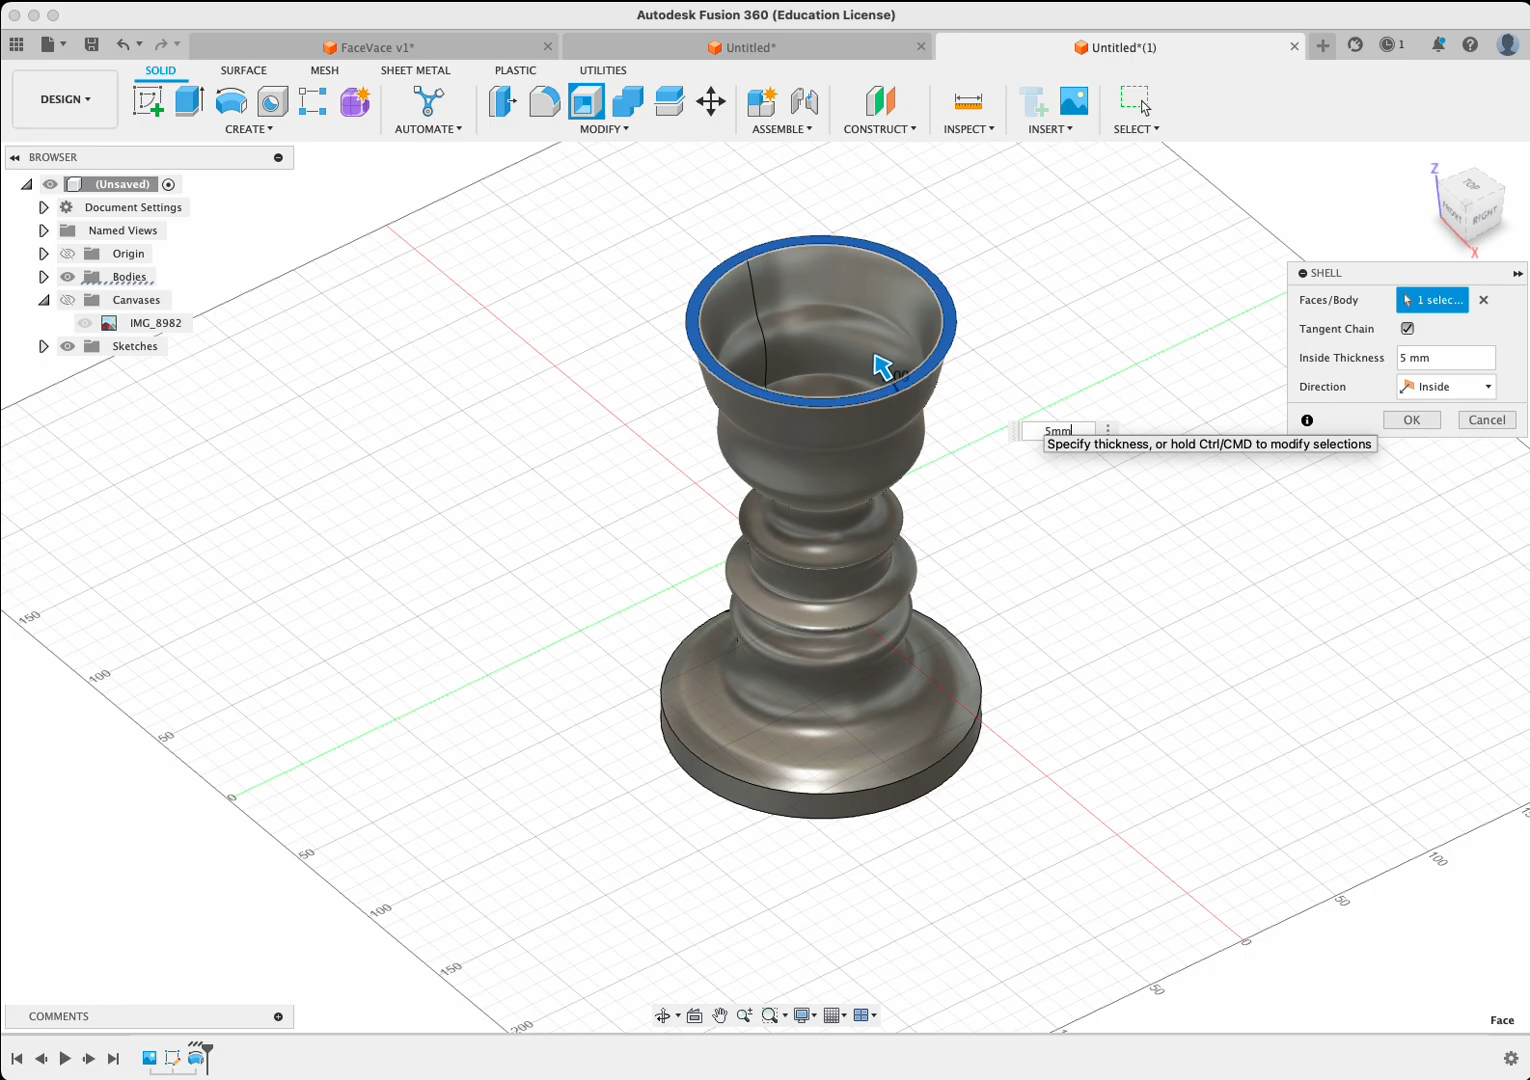 Autodesk Fusion 360 (Education License)
FaceVace v1*
Untitled*
Untitled*(1)
1
DESIGN
SOLID
SURFACE
MESH
SHEET METAL
PLASTIC
UTILITIES
CREATE
AUTOMATE
MODIFY
ASSEMBLE
CONSTRUCT
INSPECT
INSERT
SELECT
BROWSER
(Unsaved)
Document Settings
Named Views
Origin
Bodies
Canvases
IMG_8982
Sketches
Z
TOP
FRONT
RIGHT
X
SHELL
Faces/Body
1 selec...
Tangent Chain
Inside Thickness
5 mm
Direction
Inside
OK
Cancel
5mm
Specify thickness, or hold Ctrl/CMD to modify selections
150
100
50
0
50
100
150
200
0
50
50
100
COMMENTS
Face